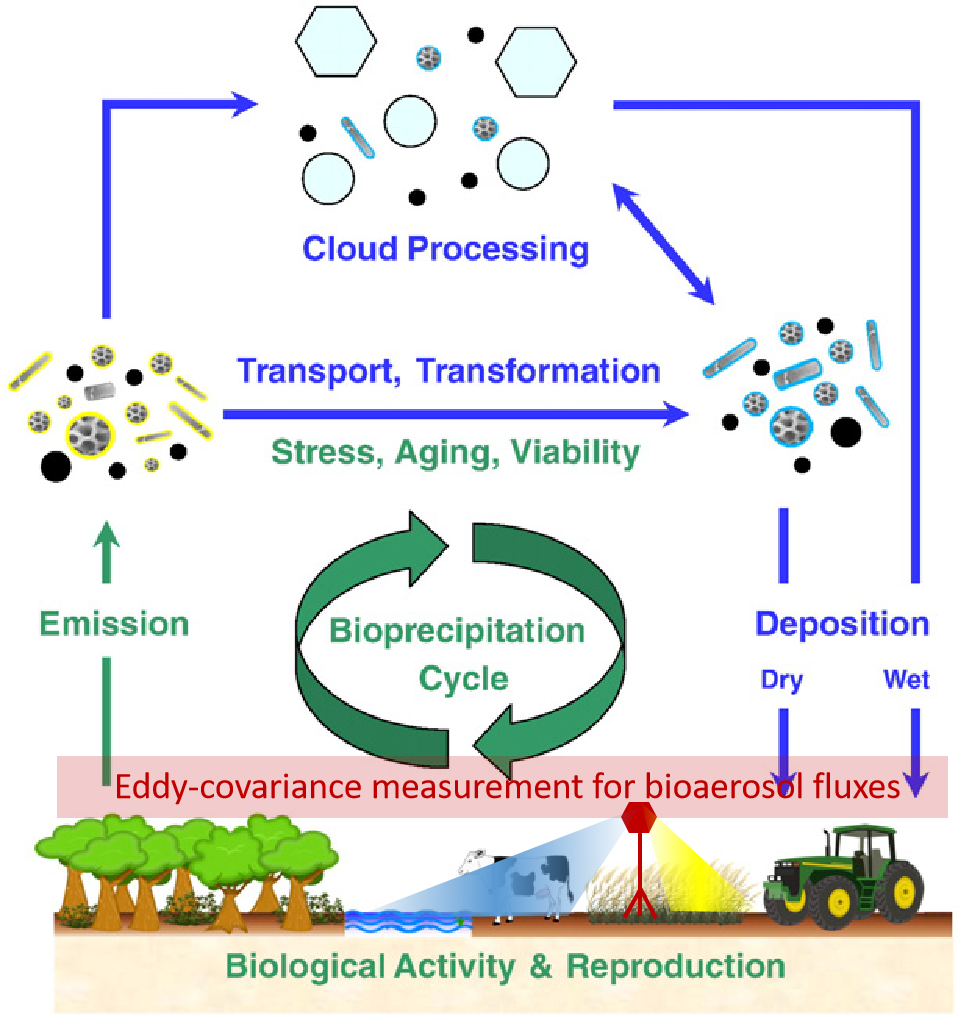 Cloud Processing
Transport, Transformation
Stress, Aging, Viability
Emission
Bioprecipitation
Cycle
Deposition
Dry
Wet
Eddy-covariance measurement for bioaerosol fluxes
Biological Activity & Reproduction